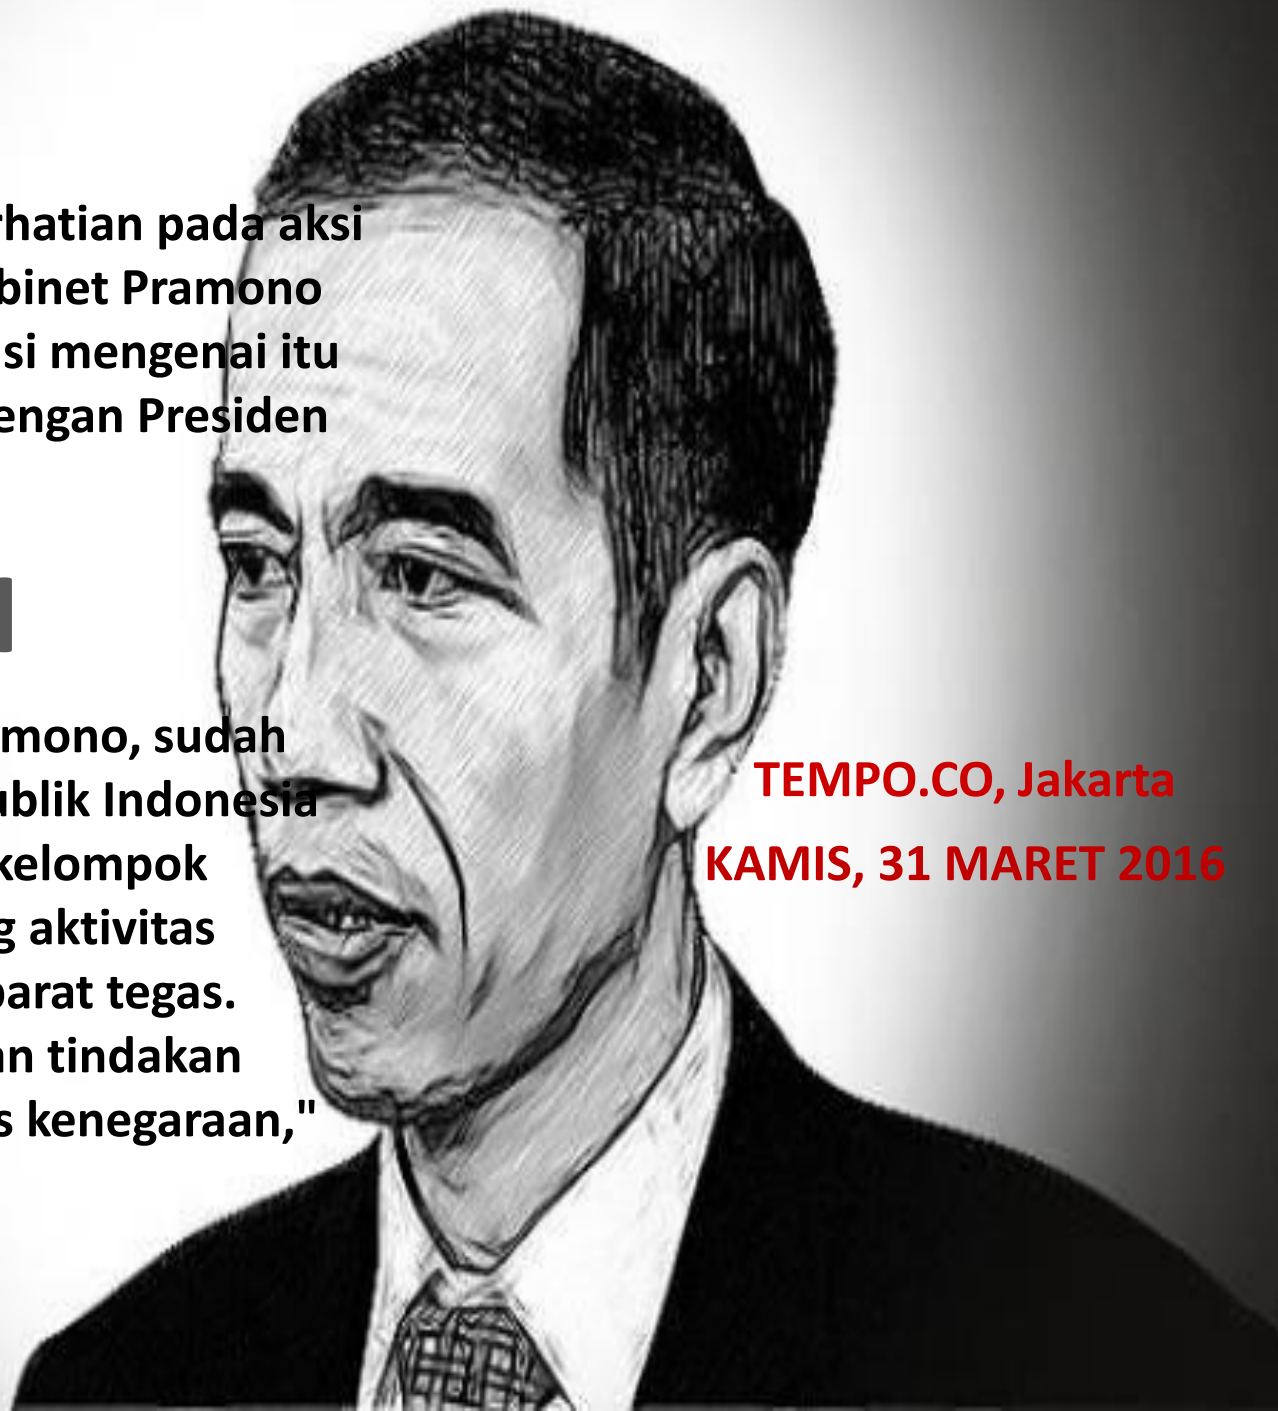 rhatian pada aksi
binet Pramono
si mengenai itu
engan Presiden
mono, sudah
ublik Indonesia
kelompok
g aktivitas
parat tegas.
an tindakan
s kenegaraan,"
TEMPO.CO, Jakarta
KAMIS, 31 MARET 2016